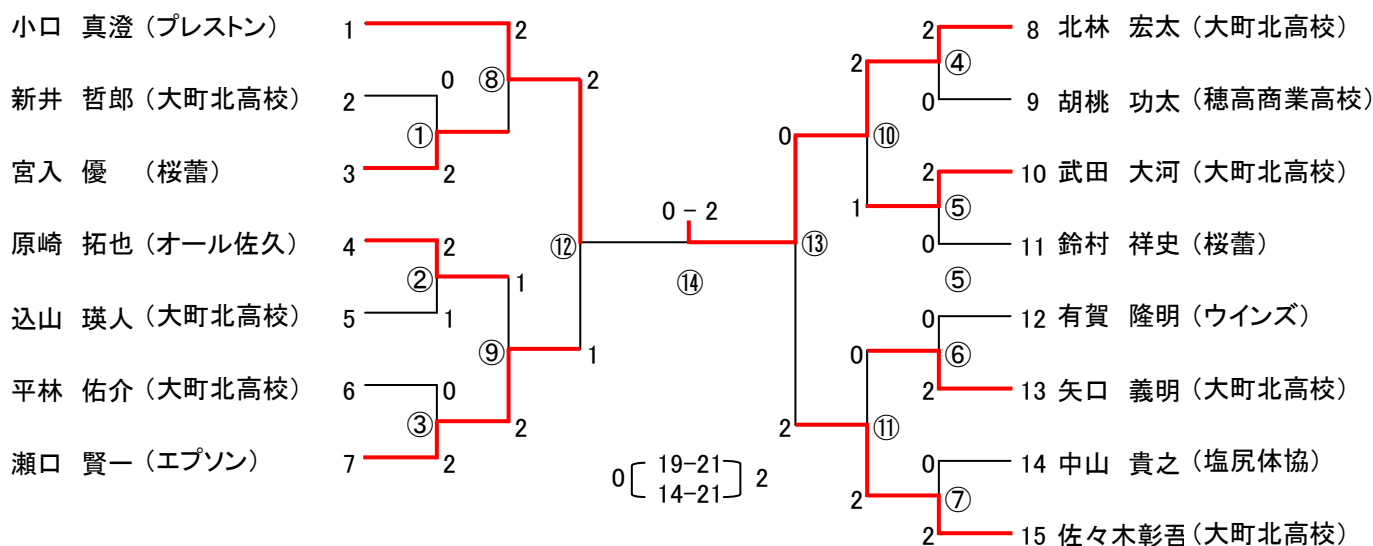 小口 真澄 (プレストン) 1 2
新井 哲郎 (大町北高校) 2 0
⑧ 2
①
宮入 優 (桜蕾) 3 2
原崎 拓也 (オール佐久) 4 2
② 1
込山 瑛人 (大町北高校) 5 1
⑨ 1
平林 佑介 (大町北高校) 6 0
③ 2
瀬口 賢一 (エプソン) 7 2
⑫
0 - 2
⑭
0 19-21 2
14-21
2 8 北林 宏太 (大町北高校)
2 ④
0 9 胡桃 功太 (穂高商業高校)
0 ⑩
2 10 武田 大河 (大町北高校)
1 ⑤
0 11 鈴村 祥史 (桜蕾)
⑬
⑤
0 12 有賀 隆明 (ウインズ)
0 ⑥
2 13 矢口 義明 (大町北高校)
2 ⑪
0 14 中山 貴之 (塩尻体協)
2 ⑦
2 15 佐々木彰吾 (大町北高校)